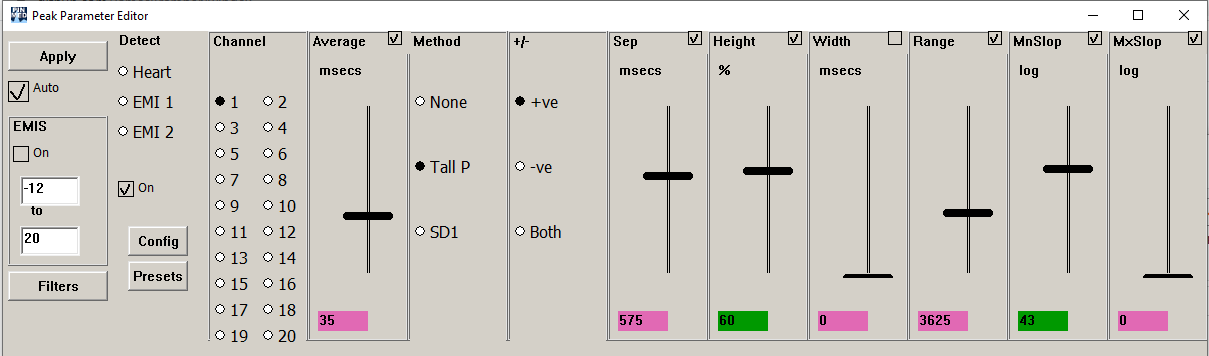 Peak Parameter Editor
Apply
Auto
EMIS
On
-12
to
20
Filters
Detect
Heart
EMI 1
EMI 2
On
Config
Presets
Channel
1 2
3 4
5 6
7 8
9 10
11 12
13 14
15 16
17 18
19 20
Average
msecs
35
Method
None
Tall P
SD1
+/-
+ve
-ve
Both
Sep
msecs
575
Height
%
60
Width
msecs
0
Range
3625
MnSlop
log
43
MxSlop
log
0